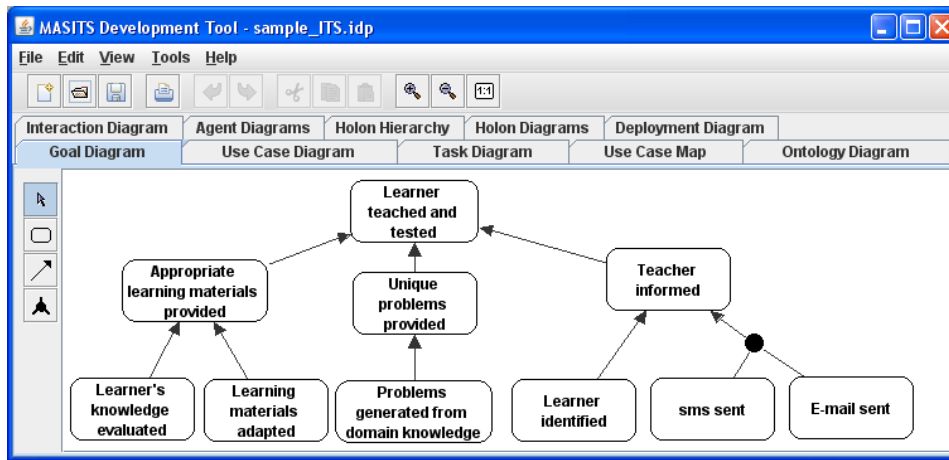 MASITS Development Tool - sample_ITS.idp
File Edit View Tools Help
1:1
Interaction Diagram Agent Diagrams Holon Hierarchy Holon Diagrams Deployment Diagram
Goal Diagram Use Case Diagram Task Diagram Use Case Map Ontology Diagram
Learner
teached and
tested
Appropriate
learning materials
provided
Unique
problems
provided
Teacher
informed
Learner's
knowledge
evaluated
Learning
materials
adapted
Problems
generated from
domain knowledge
Learner
identified
sms sent
E-mail sent